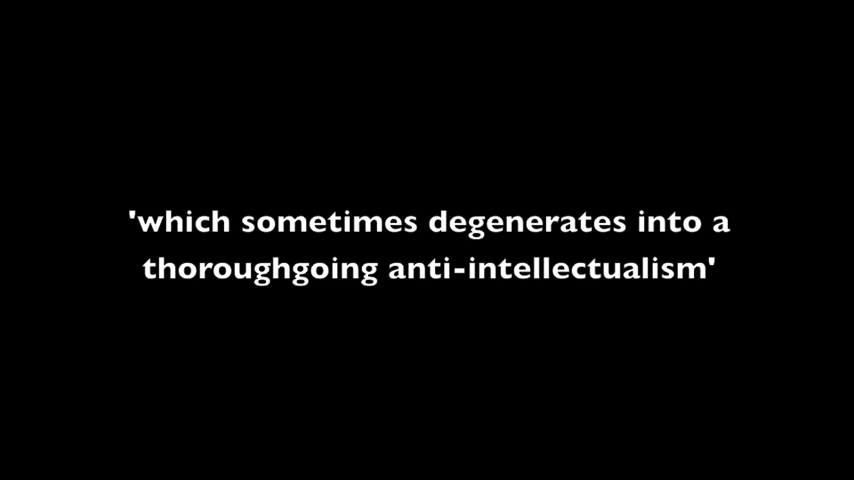 'which sometimes degenerates into a
thoroughgoing anti-intellectualism'